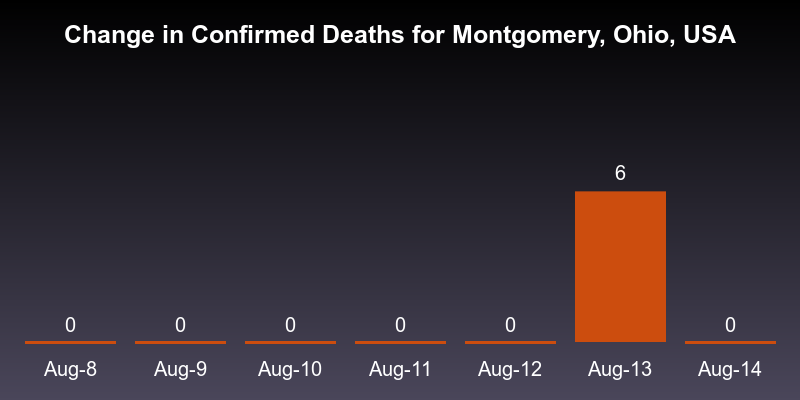 Change in Confirmed Deaths for Montgomery, Ohio, USA
6
0 0 0 0 0 0
Aug-8 Aug-9 Aug-10 Aug-11 Aug-12 Aug-13 Aug-14